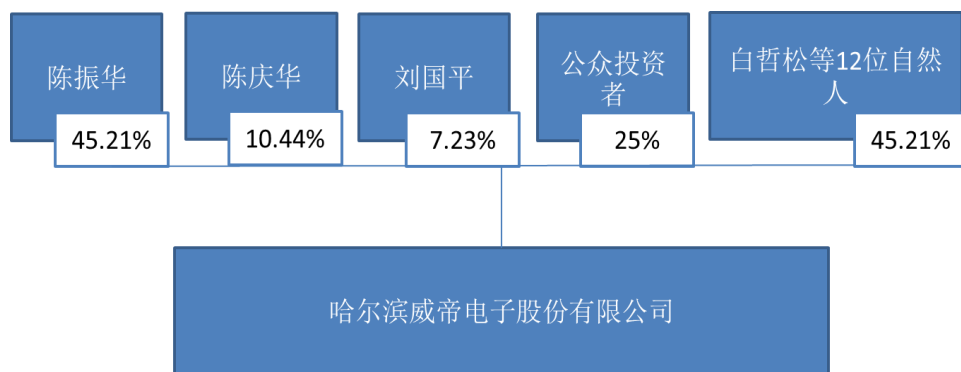 陈振华
45.21%
陈庆华
10.44%
刘国平
7.23%
公众投资
者
25%
白哲松等12位自然
人
45.21%
哈尔滨威帝电子股份有限公司